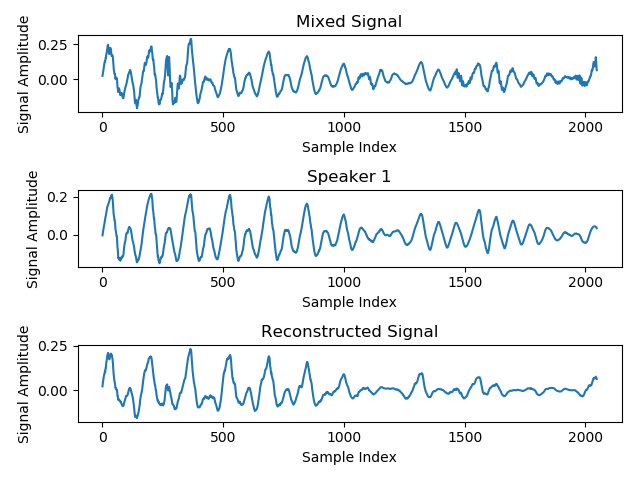 Mixed Signal
Signal Amplitude
0.25
0.00
0 500 1000 1500 2000
Sample Index
Speaker 1
Signal Amplitude
0.2
0.0
0 500 1000 1500 2000
Sample Index
Reconstructed Signal
Signal Amplitude
0.25
0.00
0 500 1000 1500 2000
Sample Index